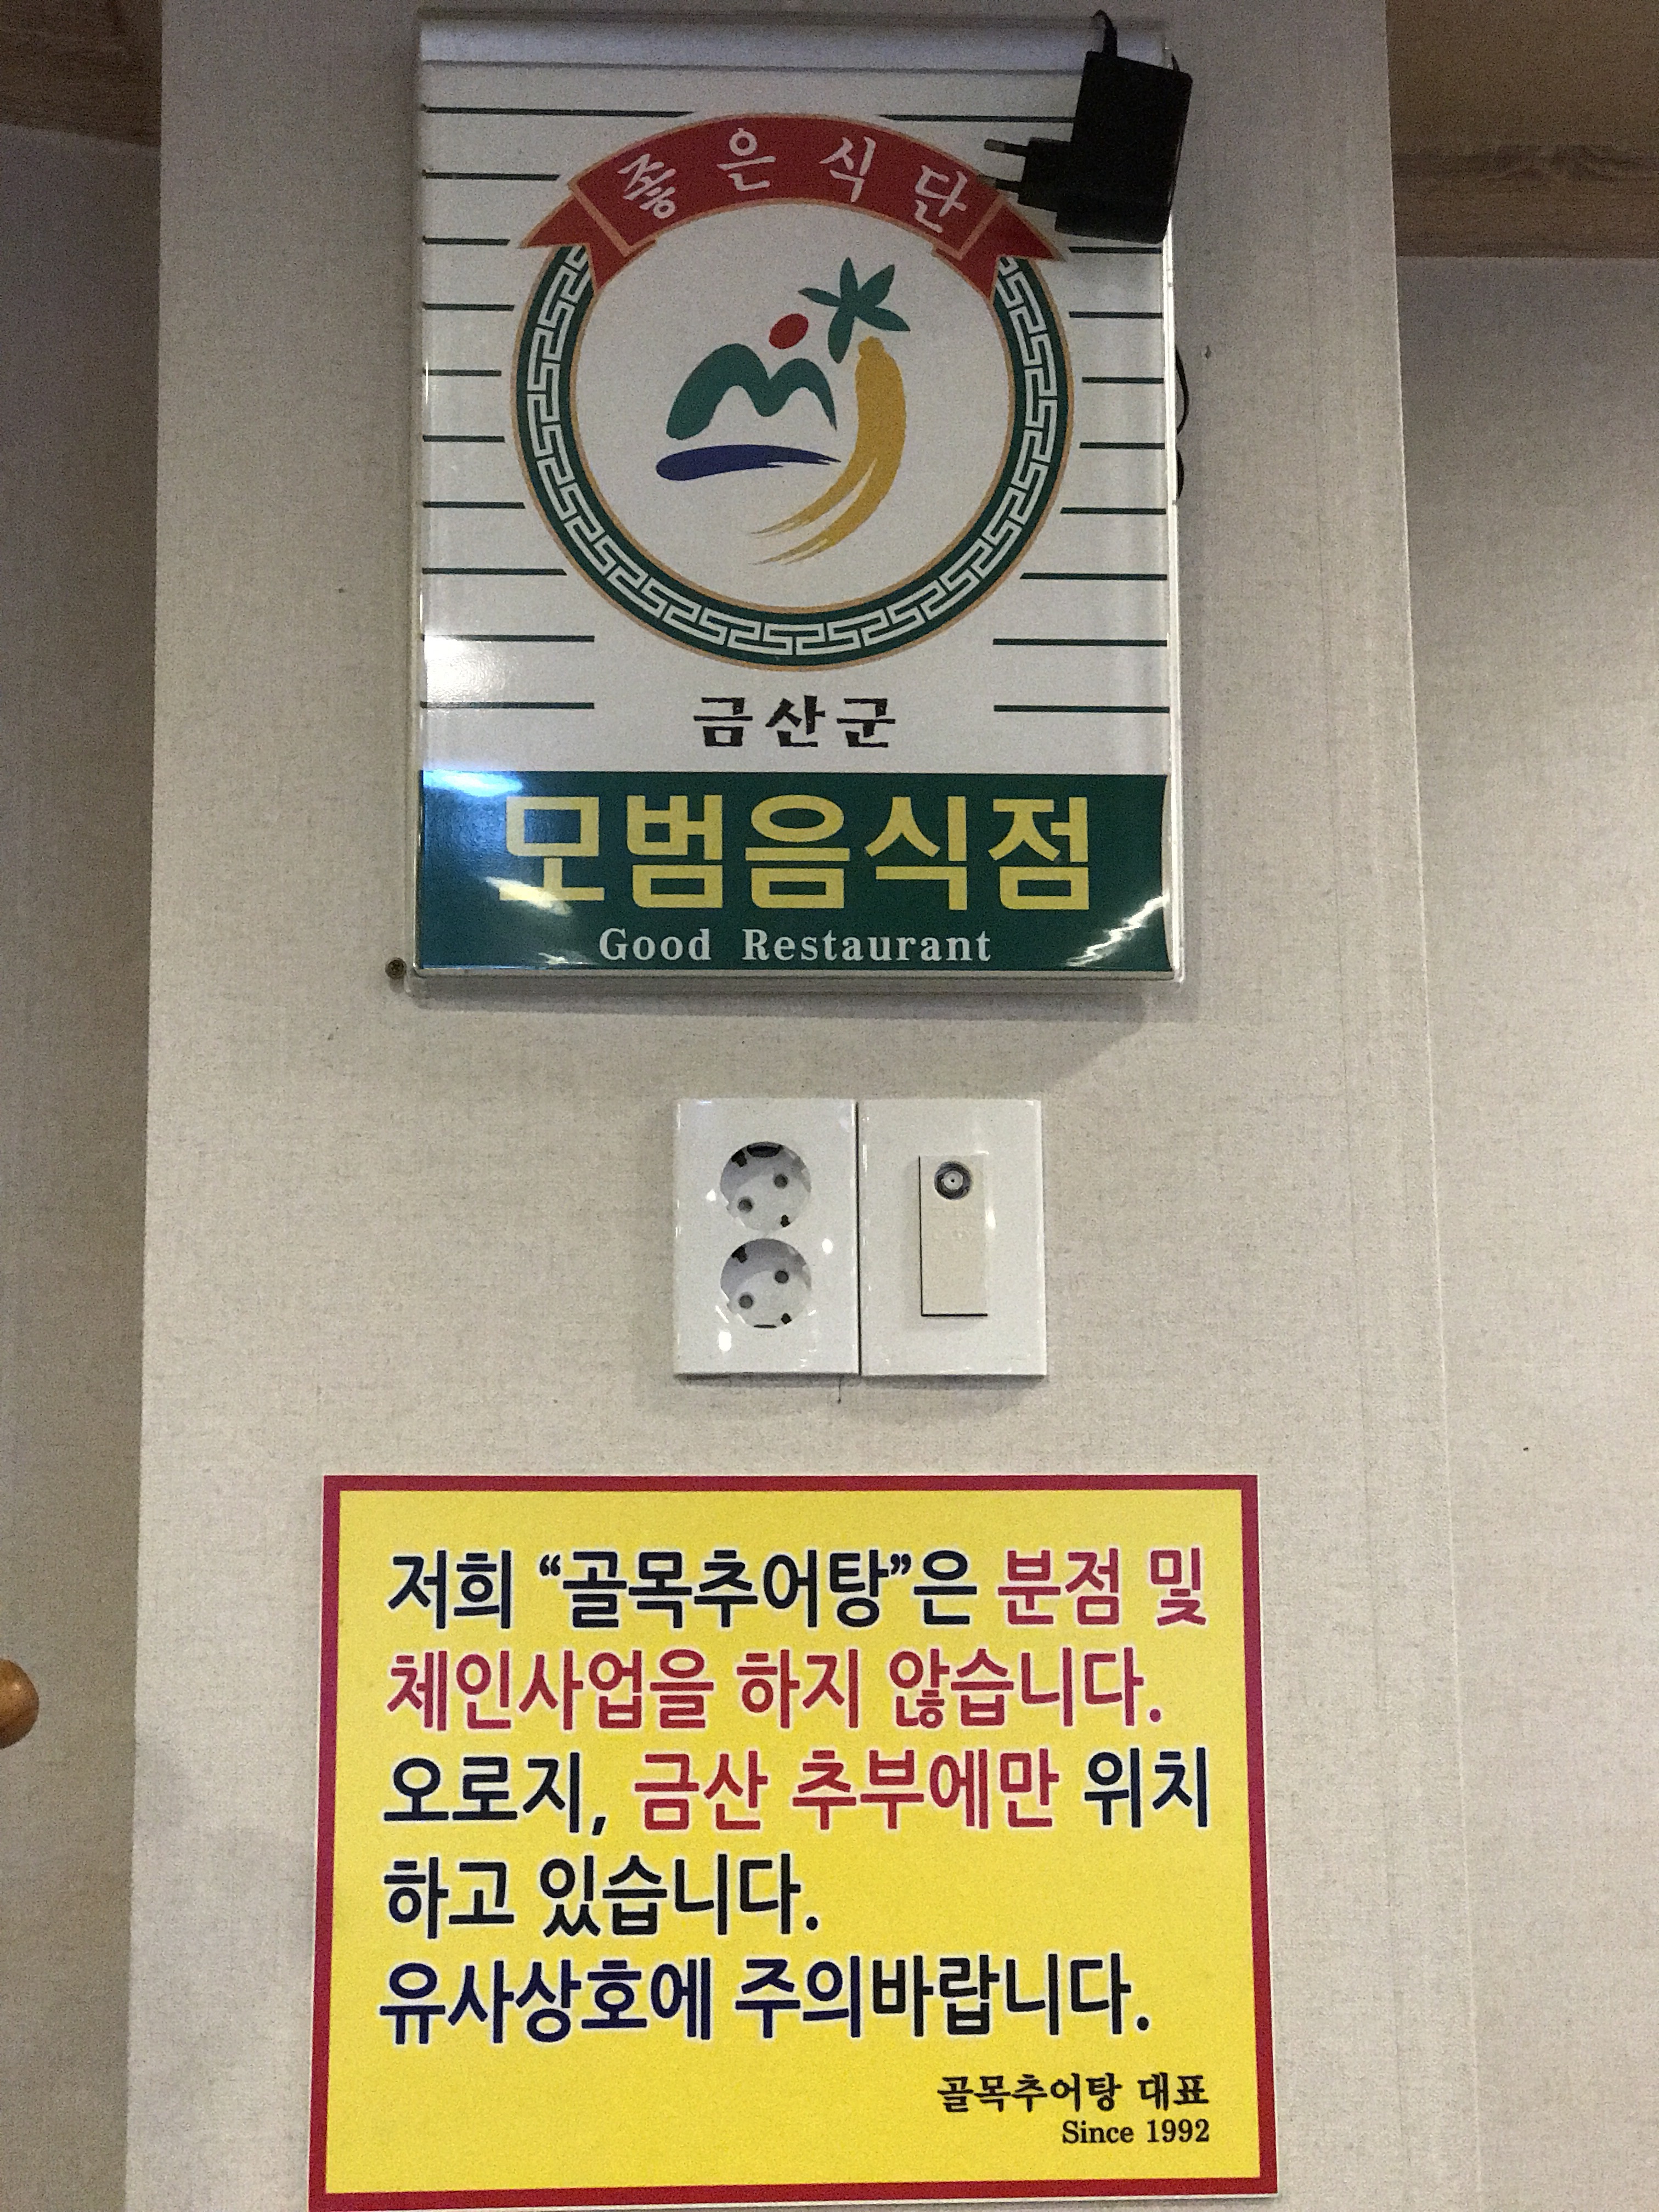 좋은식단
금산군
모범음식점
Good Restaurant
저희 “골목추어탕”은 분점 및
체인사업을 하지 않습니다.
오로지, 금산 추부에만 위치
하고 있습니다.
유사상호에 주의바랍니다.
골목추어탕 대표
Since 1992